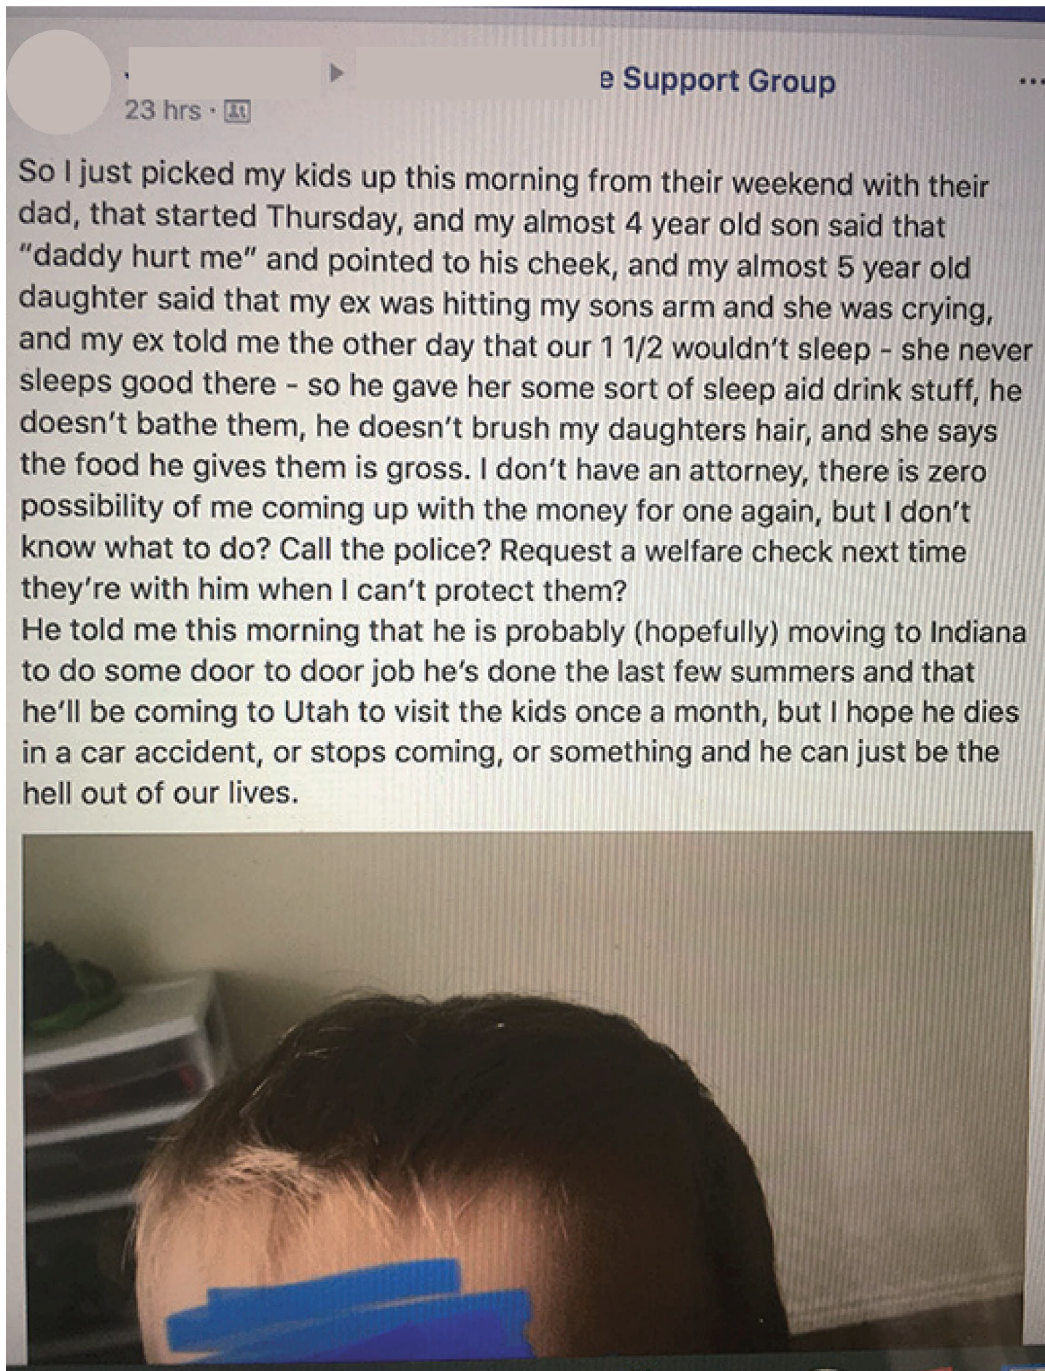 e Support Group
23 hrs ·
So I just picked my kids up this morning from their weekend with their
dad, that started Thursday, and my almost 4 year old son said that
"daddy hurt me" and pointed to his cheek, and my almost 5 year old
daughter said that my ex was hitting my sons arm and she was crying,
and my ex told me the other day that our 1 1/2 wouldn't sleep - she never
sleeps good there - so he gave her some sort of sleep aid drink stuff, he
doesn't bathe them, he doesn't brush my daughters hair, and she says
the food he gives them is gross. I don't have an attorney, there is zero
possibility of me coming up with the money for one again, but I don't
know what to do? Call the police? Request a welfare check next time
they're with him when I can't protect them?
He told me this morning that he is probably (hopefully) moving to Indiana
to do some door to door job he's done the last few summers and that
he'll be coming to Utah to visit the kids once a month, but I hope he dies
in a car accident, or stops coming, or something and he can just be the
hell out of our lives.